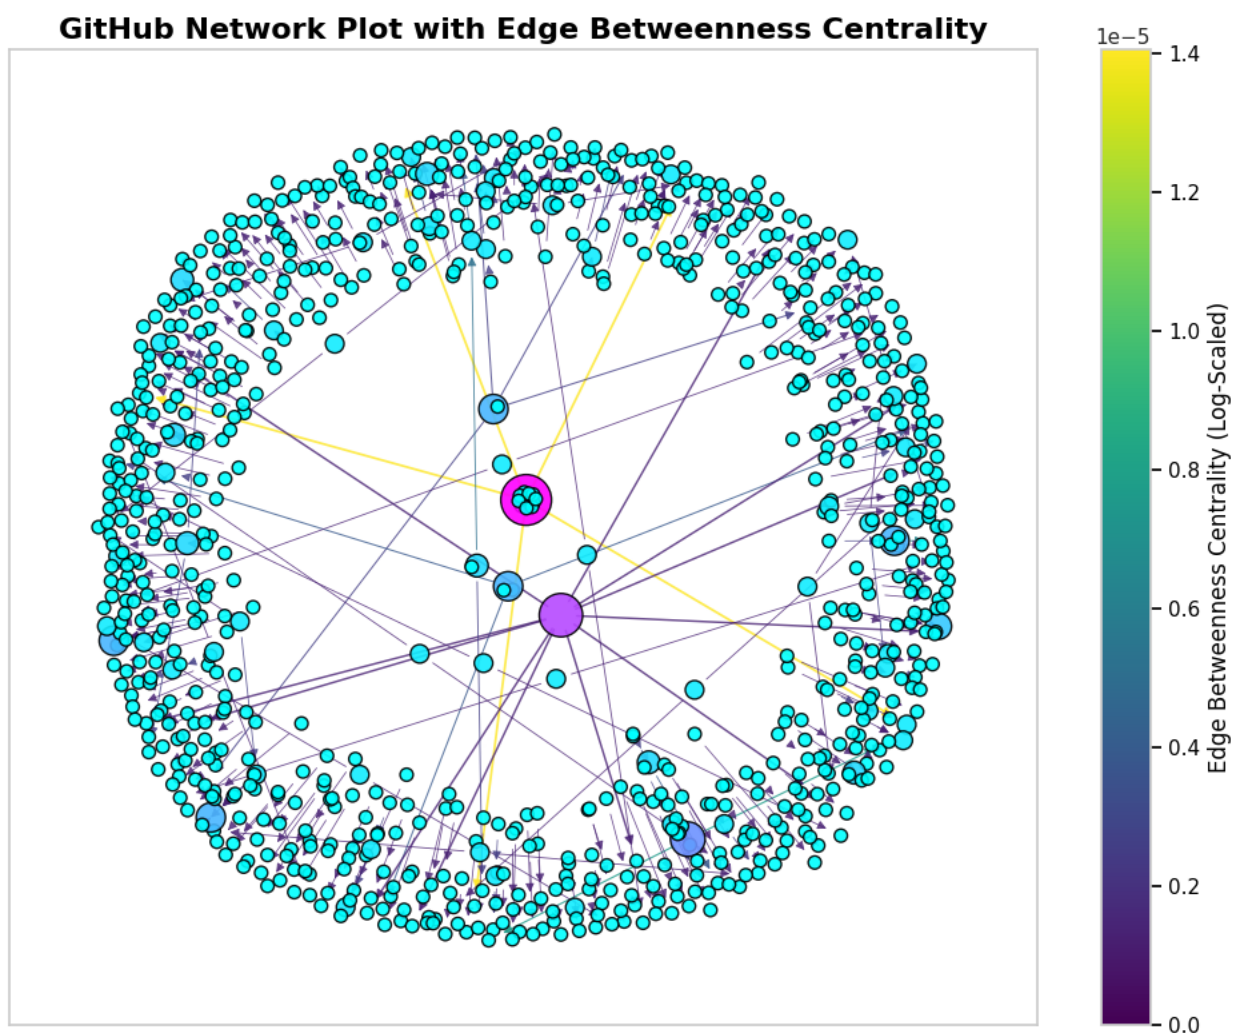 GitHub Network Plot with Edge Betweenness Centrality
1e−5
1.4
1.2
1.0
0.8
0.6
0.4
0.2
0.0
Edge Betweenness Centrality (Log-Scaled)